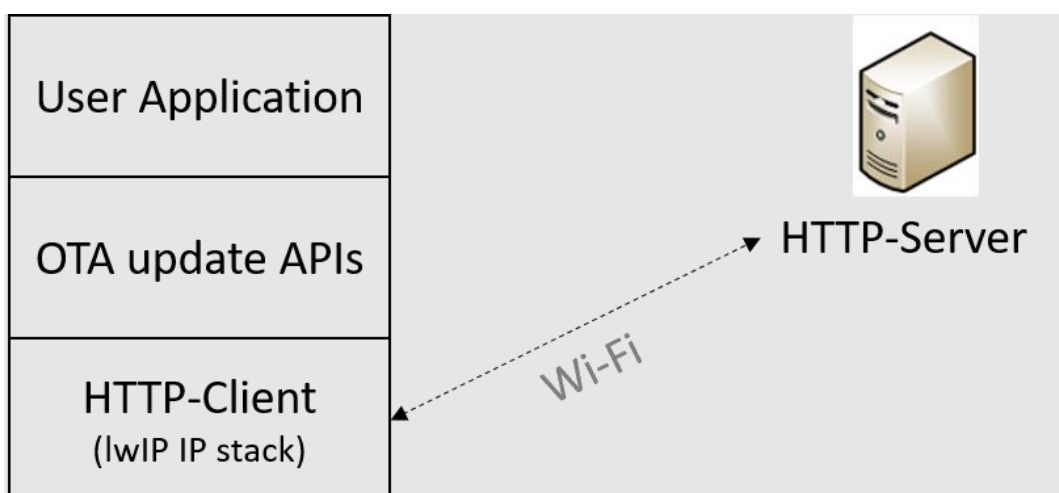 User Application
OTA update APIs
HTTP-Client
(lwIP IP stack)
Wi-Fi
HTTP-Server